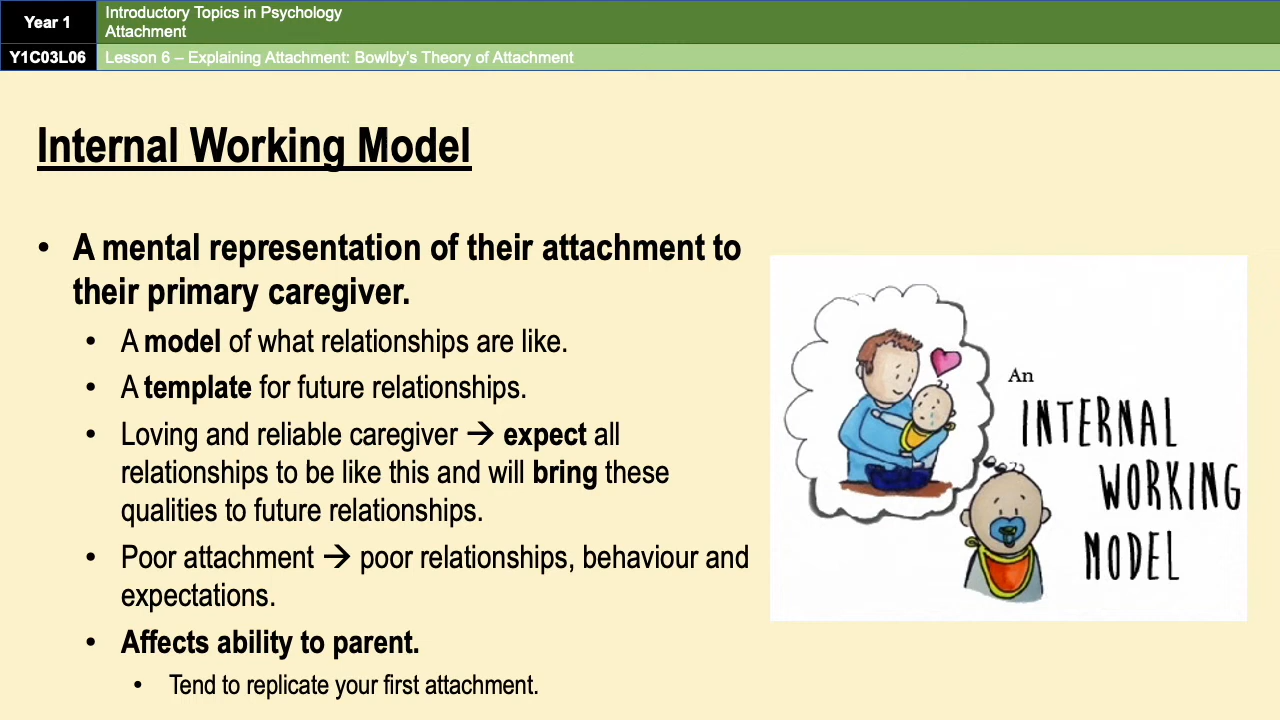 Year 1
Introductory Topics in Psychology
Attachment
Y1C03L06
Lesson 6 – Explaining Attachment: Bowlby's Theory of Attachment
Internal Working Model
• A mental representation of their attachment to
their primary caregiver.
• A model of what relationships are like.
• A template for future relationships.
• Loving and reliable caregiver → expect all
relationships to be like this and will bring these
qualities to future relationships.
• Poor attachment → poor relationships, behaviour and
expectations.
• Affects ability to parent.
• Tend to replicate your first attachment.
An
INTERNAL
WORKING
MODEL